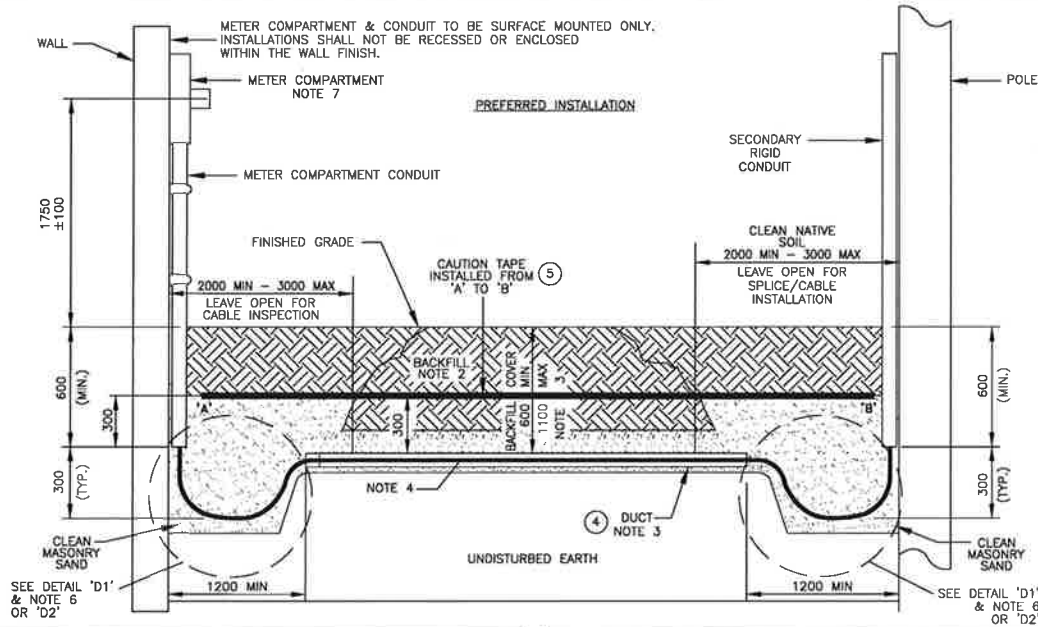 METER COMPARTMENT & CONDUIT TO BE SURFACE MOUNTED ONLY.
INSTALLATIONS SHALL NOT BE RECESSED OR ENCLOSED
WITHIN THE WALL FINISH.
WALL
METER COMPARTMENT
NOTE 7
PREFERRED INSTALLATION
POLE
SECONDARY
RIGID
CONDUIT
METER COMPARTMENT CONDUIT
1750
±100
FINISHED GRADE
CLEAN NATIVE
SOIL
2000 MIN - 3000 MAX
LEAVE OPEN FOR
SPLICE/CABLE
INSTALLATION
CAUTION TAPE
INSTALLED FROM
'A' TO 'B'
5
2000 MIN - 3000 MAX
LEAVE OPEN FOR
CABLE INSPECTION
BACKFILL
NOTE 2
BACKFILL COVER
600 MIN
1100 MAX
NOTE 3
600
(MIN.)
300
'A'
300
'B'
600
(MIN.)
300
(TYP.)
NOTE 4
300
(TYP.)
4
DUCT
NOTE 3
CLEAN
MASONRY
SAND
UNDISTURBED EARTH
CLEAN
MASONRY
SAND
SEE DETAIL 'D1'
& NOTE 6
OR 'D2'
1200 MIN
1200 MIN
SEE DETAIL 'D1'
& NOTE 6
OR 'D2'